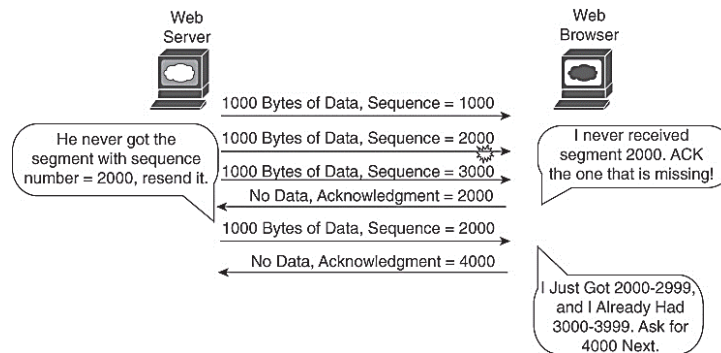 Web
Server
Web
Browser
1000 Bytes of Data, Sequence = 1000
He never got the
segment with sequence
number = 2000, resend it.
1000 Bytes of Data, Sequence = 2000
I never received
segment 2000. ACK
the one that is missing!
1000 Bytes of Data, Sequence = 3000
No Data, Acknowledgment = 2000
1000 Bytes of Data, Sequence = 2000
No Data, Acknowledgment = 4000
I Just Got 2000-2999,
and I Already Had
3000-3999. Ask for
4000 Next.